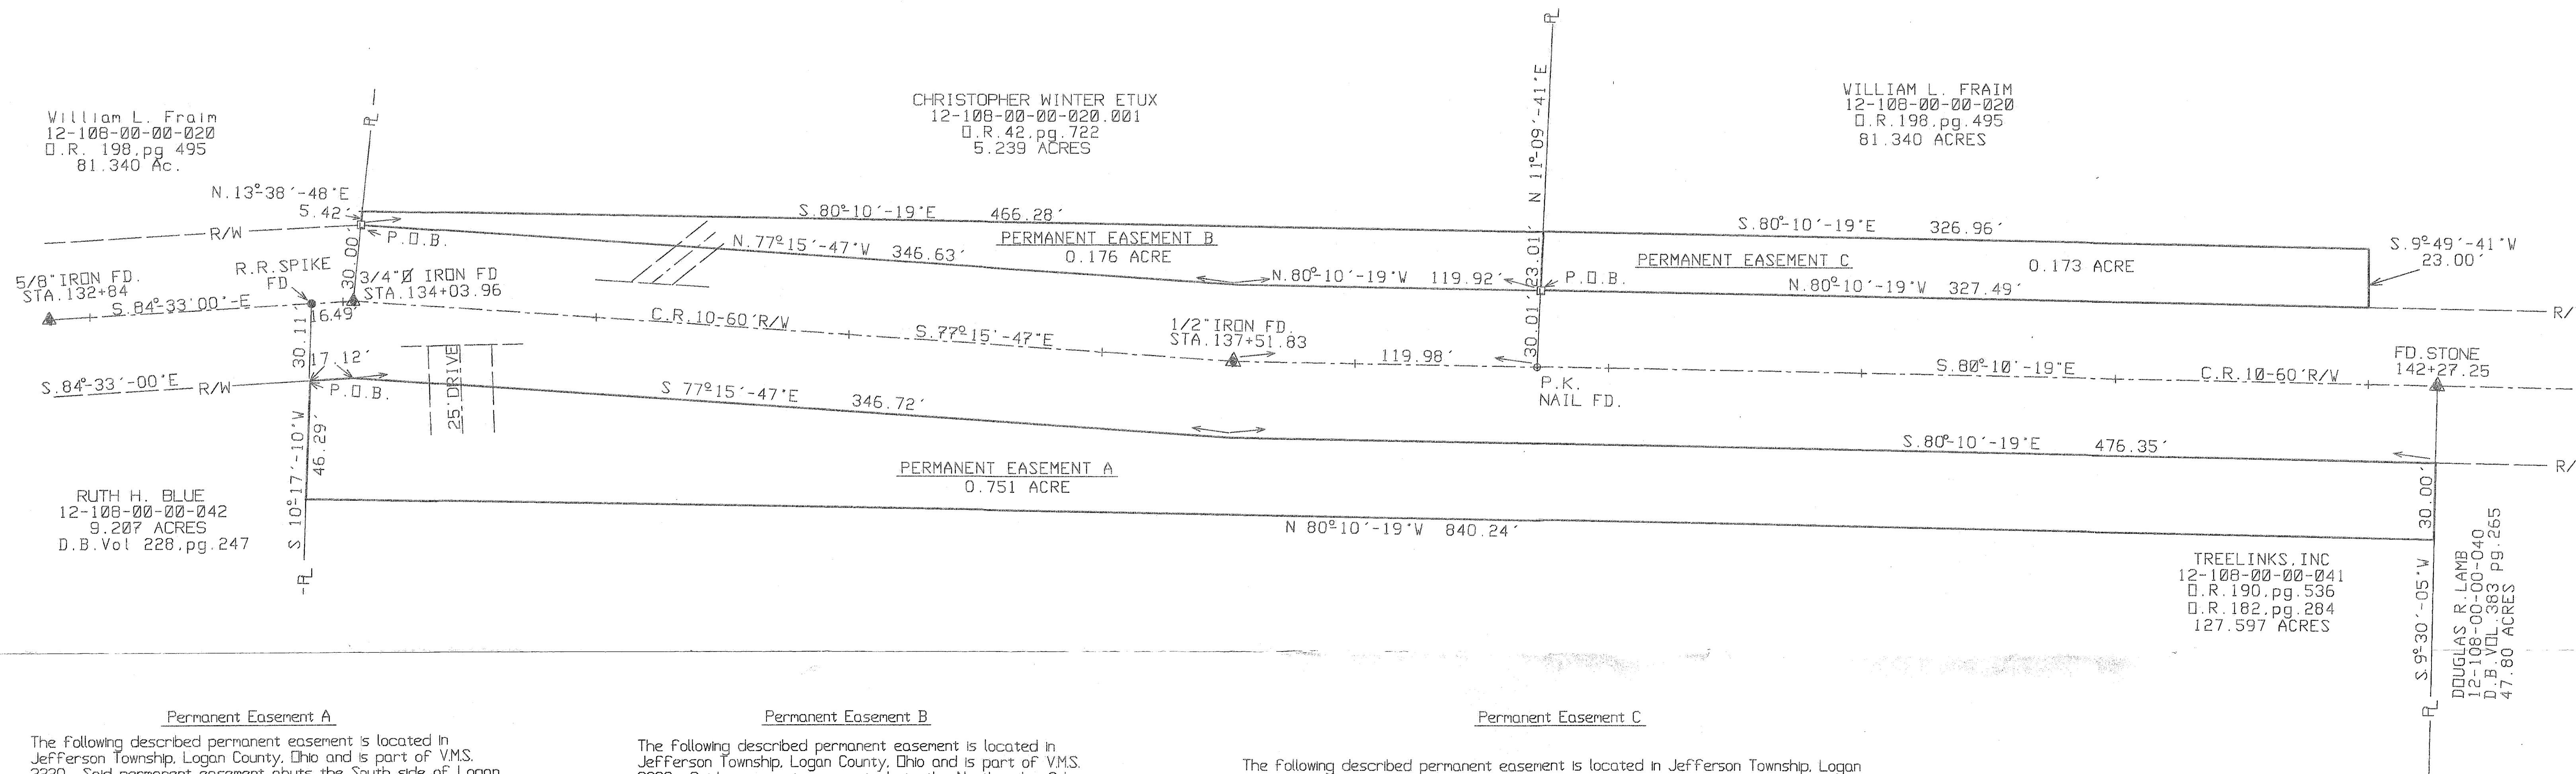 William L. Fraim
12-108-00-00-020
O.R. 198,pg 495
81.340 Ac.
CHRISTOPHER WINTER ETUX
12-108-00-00-020.001
O.R.42,pg.722
5.239 ACRES
WILLIAM L. FRAIM
12-108-00-00-020
O.R.198,pg.495
81.340 ACRES
PL
PL
N 11°-09'-41"E
N.13°-38'-48"E
5.42'
R/W
P.O.B.
30.00'
S.80°-10'-19"E 466.28'
N.77°15'-47"W 346.63'
PERMANENT EASEMENT B
0.176 ACRE
N.80°-10'-19"W 119.92'
23.01'
P.O.B.
30.01'
S.80°-10'-19"E 326.96'
PERMANENT EASEMENT C
0.173 ACRE
N.80°-10'-19"W 327.49'
S.9°-49'-41"W
23.00'
R/
5/8"IRON FD.
STA.132+84
R.R.SPIKE
FD
3/4"Ø IRON FD
STA.134+03.96
S.84°-33'00'-E
16.49'
C.R.10-60'R/W
S.77°15'-47"E
1/2"IRON FD.
STA.137+51.83
119.98'
P.K.
NAIL FD.
S.80°-10'-19"E
C.R.10-60'R/W
FD.STONE
142+27.25
30.11'
17.12'
S.84°-33'-00"E
R/W
P.O.B.
25'DRIVE
S 77°15'-47"E 346.72'
S.80°-10'-19"E 476.35'
R/
S 10°-17'-10"W
46.29'
PERMANENT EASEMENT A
0.751 ACRE
N 80°-10'-19"W 840.24'
30.00'
S.9°-30'-05"W
RUTH H. BLUE
12-108-00-00-042
9.207 ACRES
D.B.Vol 228,pg.247
PL
TREELINKS,INC
12-108-00-00-041
O.R.190,pg.536
O.R.182,pg.284
127.597 ACRES
DOUGLAS R.LAMB
12-108-00-00-040
D.B.VOL.383 pg.265
47.80 ACRES
PL
Permanent Easement A
The following described permanent easement is located in
Jefferson Township, Logan County, Ohio and is part of V.M.S.
Said permanent easement abuts the South side of Logan
Permanent Easement B
The following described permanent easement is located in
Jefferson Township, Logan County, Ohio and is part of V.M.S.
Permanent Easement C
The following described permanent easement is located in Jefferson Township, Logan